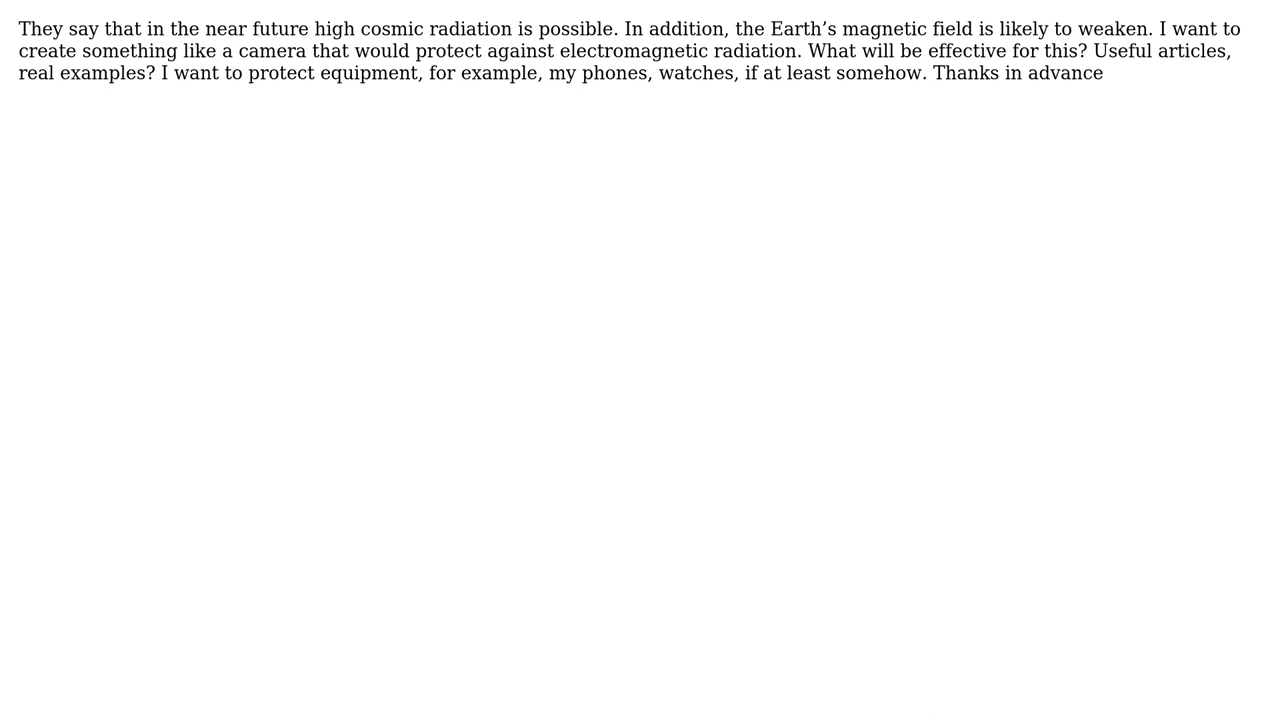 They say that in the near future high cosmic radiation is possible. In addition, the Earth’s magnetic field is likely to weaken. I want to
create something like a camera that would protect against electromagnetic radiation. What will be effective for this? Useful articles,
real examples? I want to protect equipment, for example, my phones, watches, if at least somehow. Thanks in advance